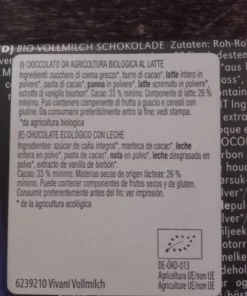 D) BIO VOLLMILCH SCHOKOLADE Zutaten: Roh-Rohr
(I) CIOCCOLATO DA AGRICOLTURA BIOLOGICA AL LATTE
Ingredienti: zucchero di canna grezzo*, burro di cacao*, latte intero in
polvere*, pasta di cacao*, panna in polvere*, latte scremato in polvere*,
estratto di vaniglia bourbon*. Cacao: 33 % minimo. Componente di latte: 26 %
minimo. Può contenere componente di frutta a guscio e cereali con
glutine. Da consumarsi preferibilmente entro la fine: vedi stampa.
*da agricoltura biologica
(E) CHOCOLATE ECOLÓGICO CON LECHE
Ingredientes: azúcar de caña integral*, manteca de cacao*, leche
entera en polvo*, pasta de cacao*, nata en polvo*, leche desgrasada en
polvo*, extracto de vainilla de borbón*.
Cacao: 33 % mínimo. Materias secas de origen lácteos: 26 %
mínimo. Puede contener componentes de frutos secos y de gluten.
Consumir preferentemente antes del fin: ver impresión.
* de la agricultura ecológica
DE-ÖKO-013
Agricoltura UE/non UE
Agricultura UE/no UE
6239210 Vivani Vollmilch